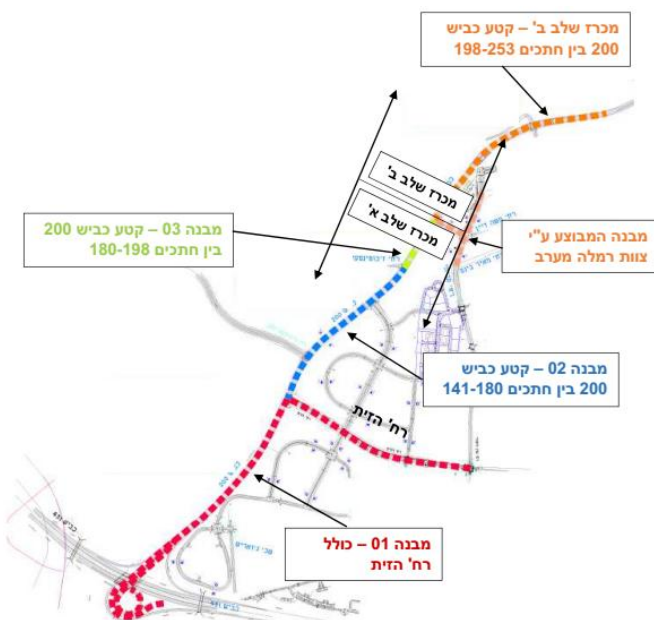 מכרז שלב ב' – קטע כביש
200 בין חתכים 198-253
מכרז שלב ב'
מכרז שלב א'
מבנה 03 – קטע כביש 200
בין חתכים 180-198
מבנה המבוצע ע"י
צוות רמלה מערב
מבנה 02 – קטע כביש
200 בין חתכים 141-180
רח' הזית
מבנה 01 – כולל
רח' הזית